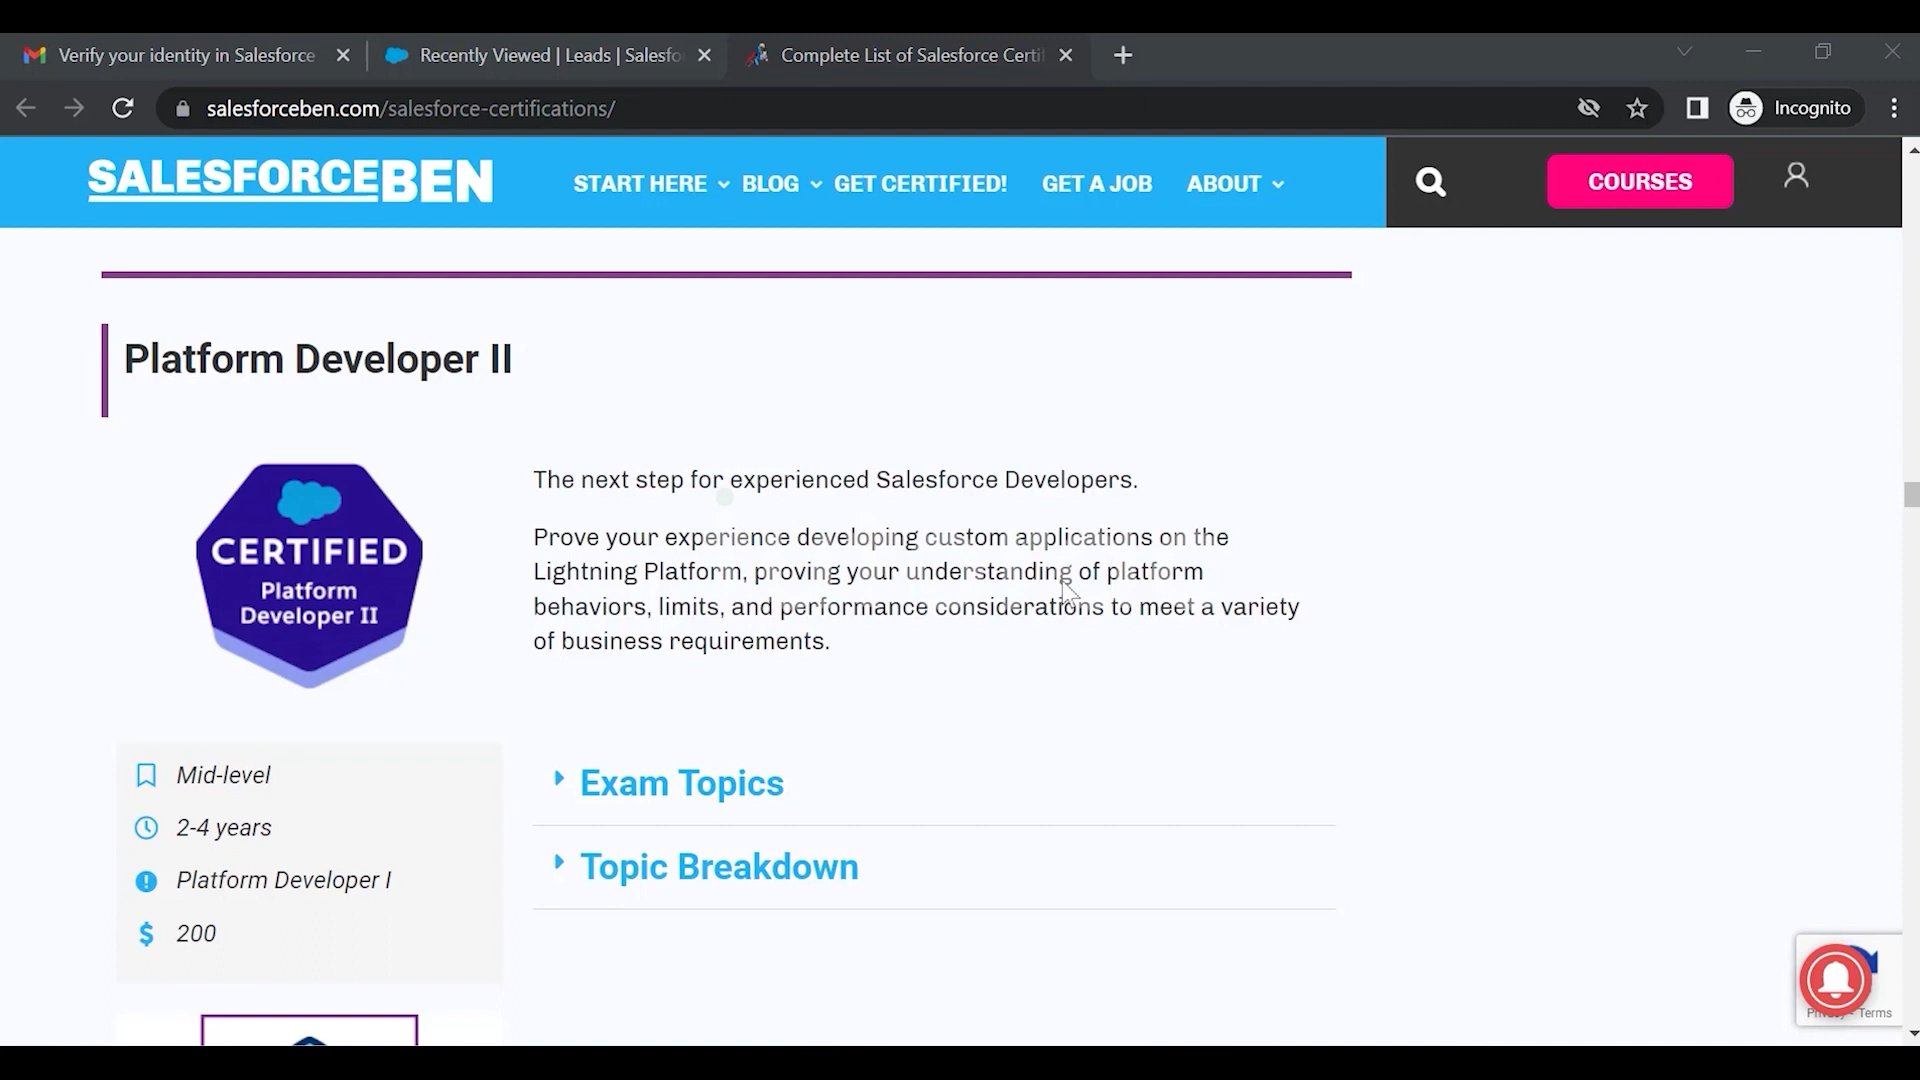 Verify your identity in Salesforce
Recently Viewed | Leads | Salesfo
Complete List of Salesforce Certi
salesforceben.com/salesforce-certifications/
Incognito
SALESFORCEBEN
START HERE
BLOG
GET CERTIFIED!
GET A JOB
ABOUT
COURSES
Platform Developer II
CERTIFIED
Platform
Developer II
The next step for experienced Salesforce Developers.
Prove your experience developing custom applications on the
Lightning Platform, proving your understanding of platform
behaviors, limits, and performance considerations to meet a variety
of business requirements.
Mid-level
2-4 years
Platform Developer I
$ 200
Exam Topics
Topic Breakdown
Terms